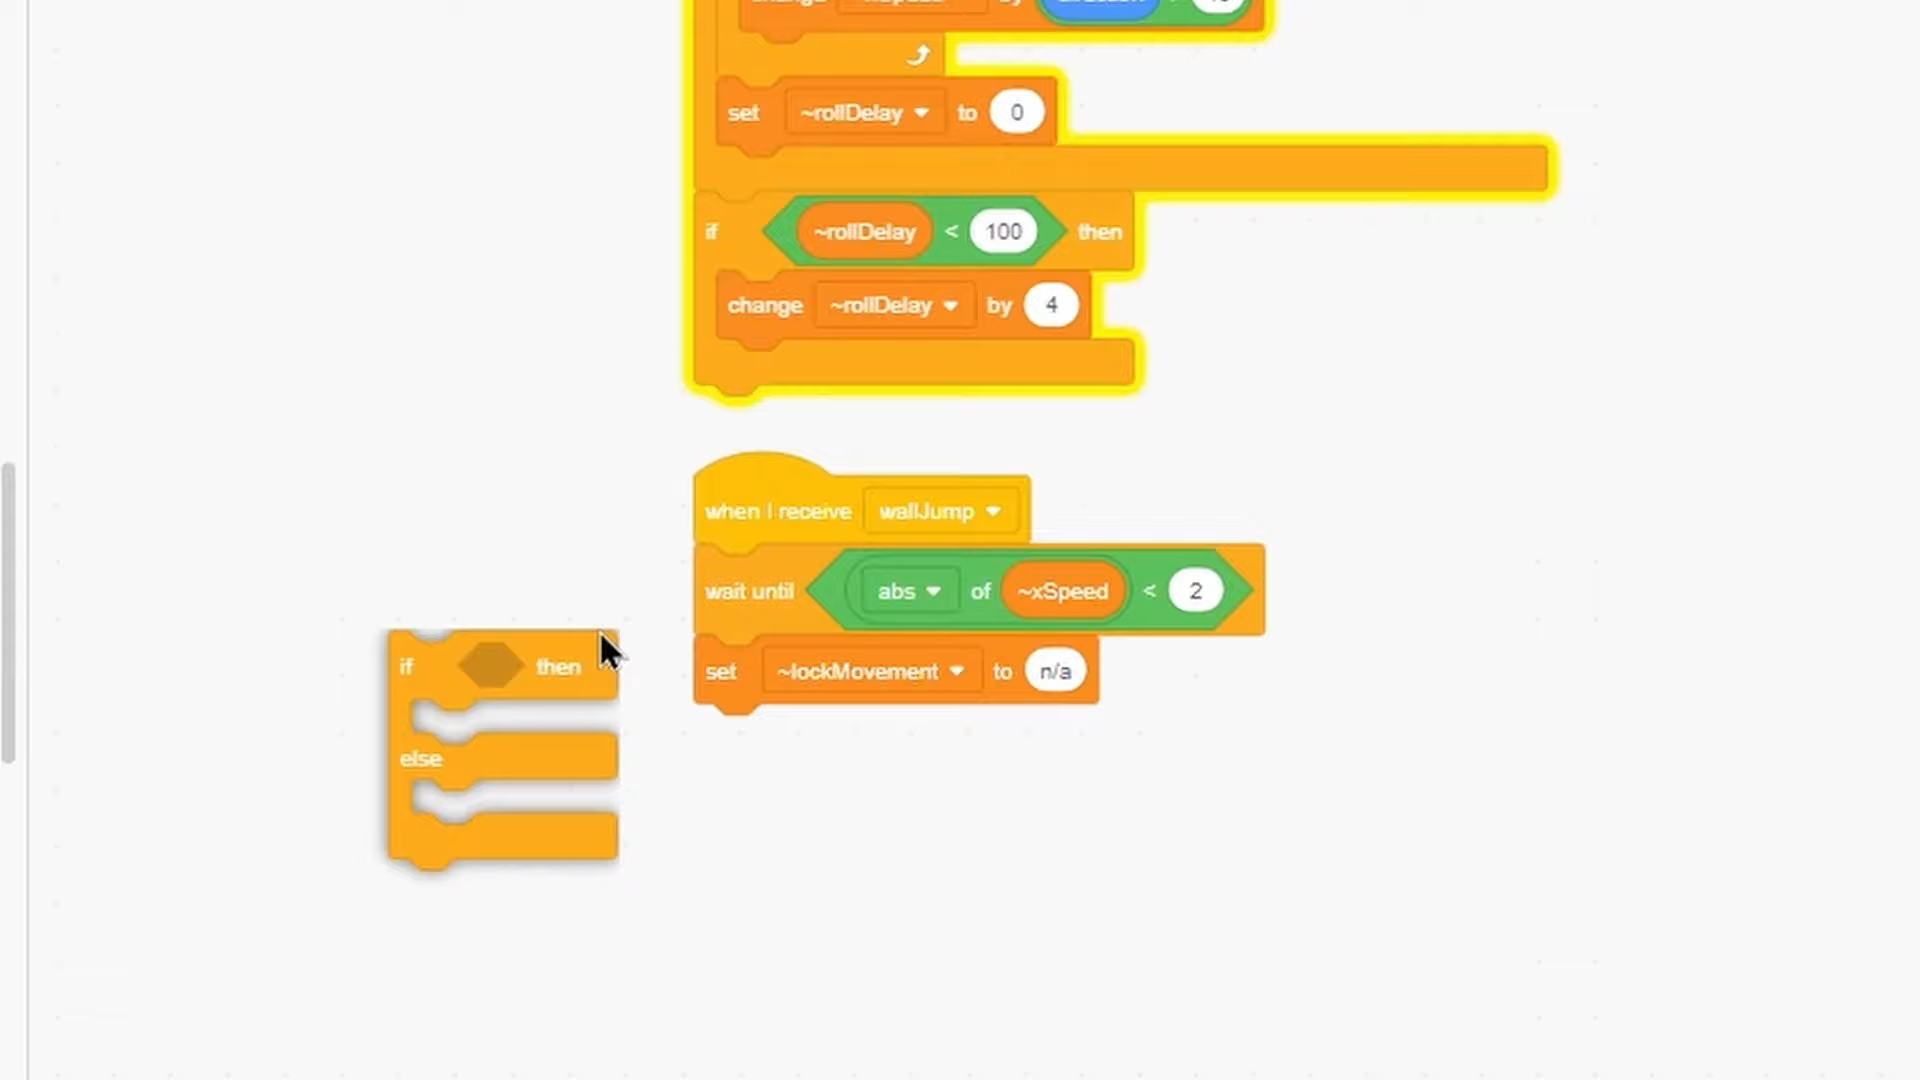 set ~rollDelay to 0
if ~rollDelay < 100 then
change ~rollDelay by 4
when I receive wallJump
wait until abs of ~xSpeed < 2
set ~lockMovement to n/a
if then
else